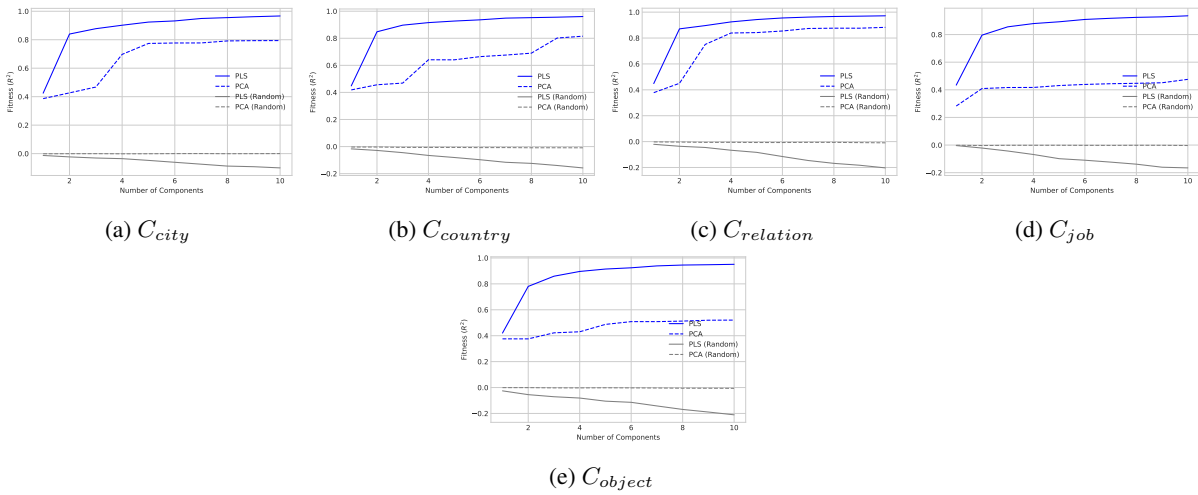 1.0
0.8
0.6
0.4
0.2
0.0
Fitness (R²)
PLS
PCA
PLS (Random)
PCA (Random)
2 4 6 8 10
Number of Components
(a) C_city
1.0
0.8
0.6
0.4
0.2
0.0
−0.2
Fitness (R²)
PLS
PCA
PLS (Random)
PCA (Random)
2 4 6 8 10
Number of Components
(b) C_country
1.0
0.8
0.6
0.4
0.2
0.0
−0.2
Fitness (R²)
PLS
PCA
PLS (Random)
PCA (Random)
2 4 6 8 10
Number of Components
(c) C_relation
0.8
0.6
0.4
0.2
0.0
−0.2
Fitness (R²)
PLS
PCA
PLS (Random)
PCA (Random)
2 4 6 8 10
Number of Components
(d) C_job
1.0
0.8
0.6
0.4
0.2
0.0
−0.2
Fitness (R²)
PLS
PCA
PLS (Random)
PCA (Random)
2 4 6 8 10
Number of Components
(e) C_object